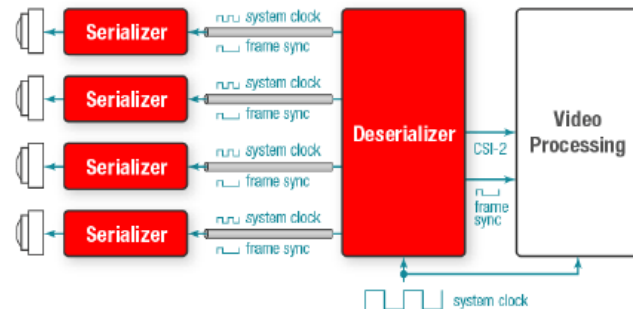 Serializer
system clock
frame sync
Serializer
system clock
frame sync
Serializer
system clock
frame sync
Serializer
system clock
frame sync
Deserializer
CSI-2
frame
sync
Video
Processing
system clock